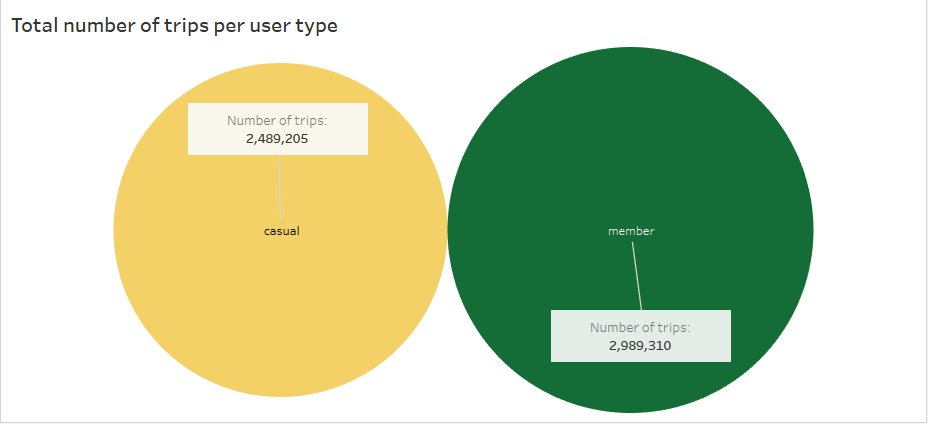 Total number of trips per user type
Number of trips:
2,489,205
casual
member
Number of trips:
2,989,310